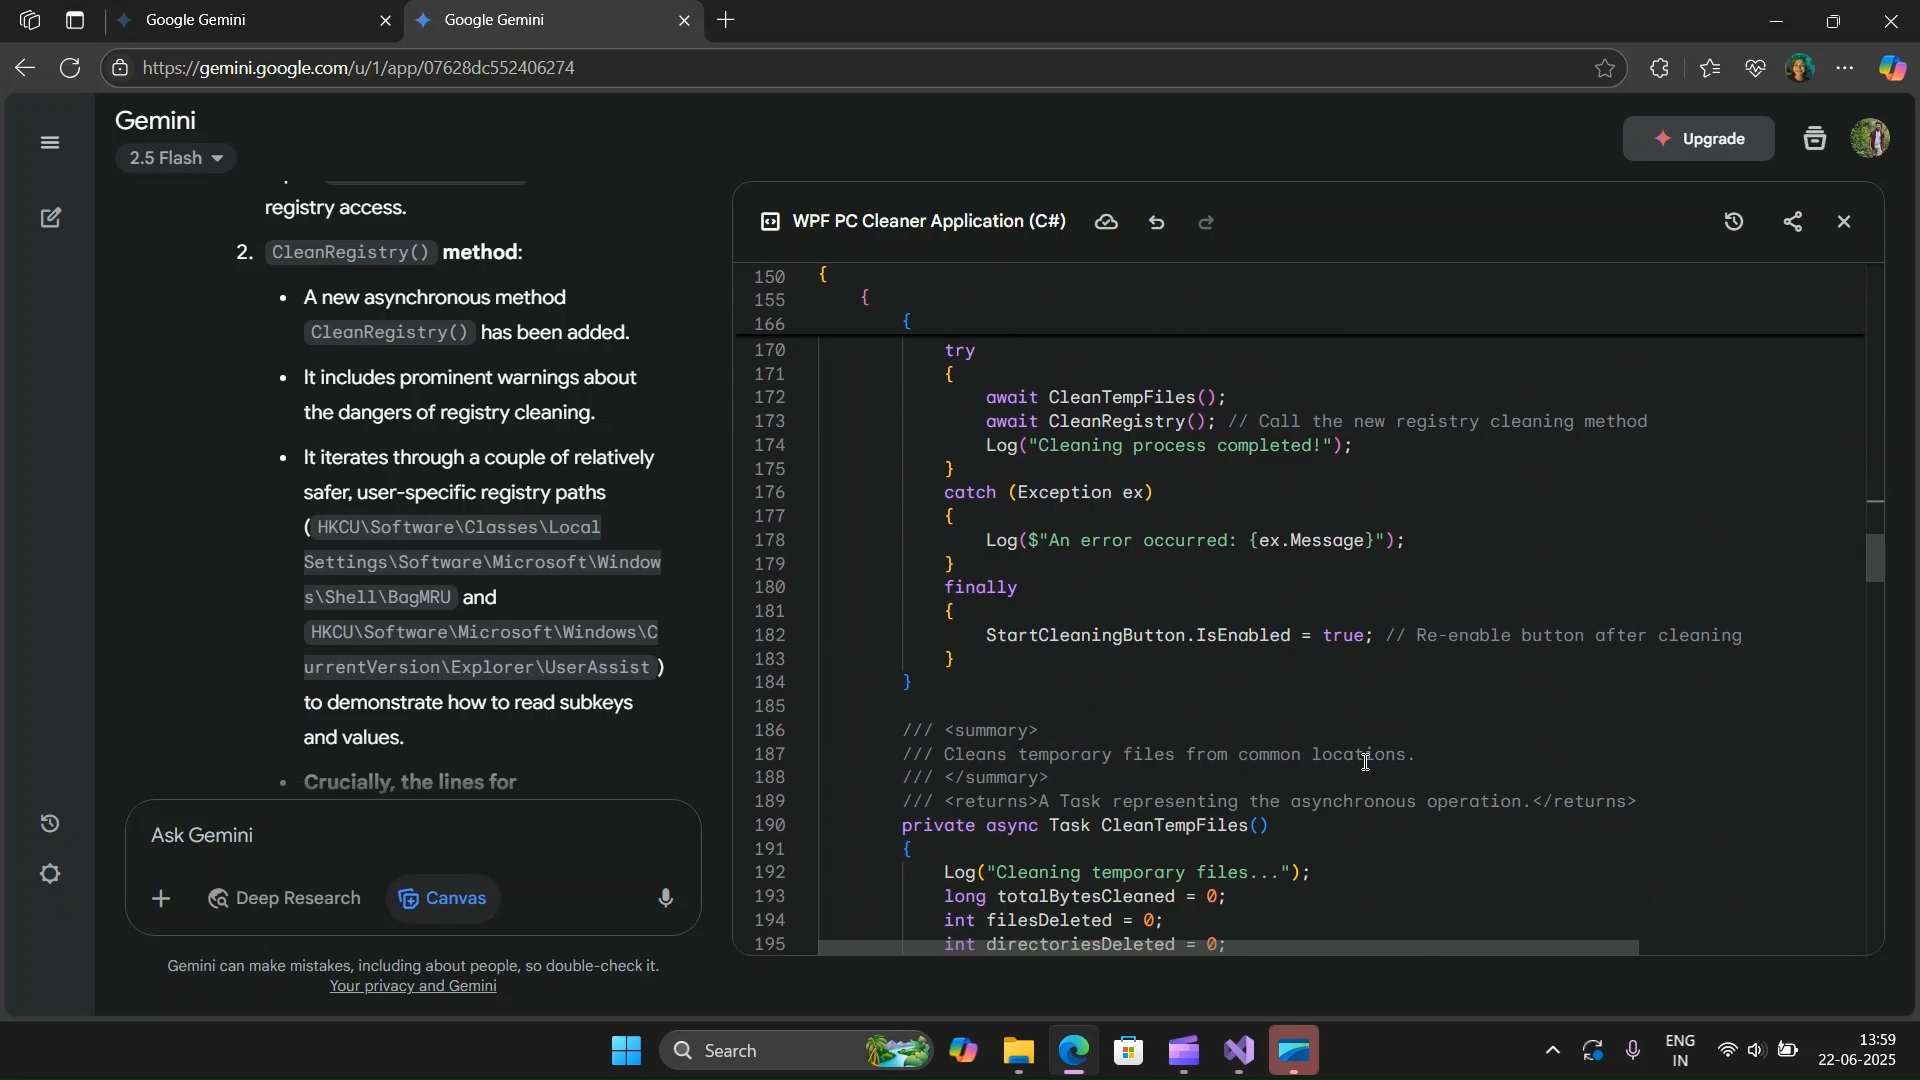 Google Gemini
Google Gemini
https://gemini.google.com/u/1/app/07628dc552406274
Gemini
2.5 Flash
Upgrade
registry access.
2. CleanRegistry() method:
• A new asynchronous method
CleanRegistry() has been added.
• It includes prominent warnings about
the dangers of registry cleaning.
• It iterates through a couple of relatively
safer, user-specific registry paths
( HKCU\Software\Classes\Local
Settings\Software\Microsoft\Window
s\Shell\BagMRU and
HKCU\Software\Microsoft\Windows\C
urrentVersion\Explorer\UserAssist )
to demonstrate how to read subkeys
and values.
• Crucially, the lines for
Ask Gemini
Deep Research
Canvas
Gemini can make mistakes, including about people, so double-check it.
Your privacy and Gemini
WPF PC Cleaner Application (C#)
150 {
155 {
166 {
170 try
171 {
172 await CleanTempFiles();
173 await CleanRegistry(); // Call the new registry cleaning method
174 Log("Cleaning process completed!");
175 }
176 catch (Exception ex)
177 {
178 Log($"An error occurred: {ex.Message}");
179 }
180 finally
181 {
182 StartCleaningButton.IsEnabled = true; // Re-enable button after cleaning
183 }
184 }
185
186 /// <summary>
187 /// Cleans temporary files from common locations.
188 /// </summary>
189 /// <returns>A Task representing the asynchronous operation.</returns>
190 private async Task CleanTempFiles()
191 {
192 Log("Cleaning temporary files...");
193 long totalBytesCleaned = 0;
194 int filesDeleted = 0;
195 int directoriesDeleted = 0;
Search
ENG
IN
13:59
22-06-2025